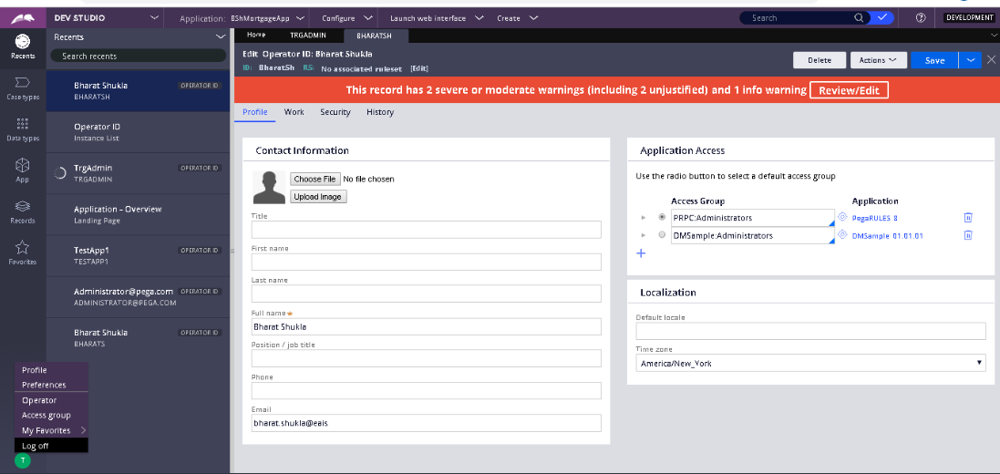 DEV STUDIO
Application: BShMortgageApp
Configure
Launch web interface
Create
Search
DEVELOPMENT
Recents
Search recents
Recents
Case types
Data types
App
Records
Favorites
Bharat Shukla OPERATOR ID
BHARATSH
Operator ID
Instance List
TrgAdmin OPERATOR ID
TRGADMIN
Application - Overview
Landing Page
TestApp1
TESTAPP1
Administrator@pega.com OPERATOR ID
ADMINISTRATOR@PEGA.COM
Bharat Shukla OPERATOR ID
BHARATS
Profile
Preferences
Operator
Access group
My Favorites
Log off
T
Home TRGADMIN BHARATSH
Edit Operator ID: Bharat Shukla
ID: BharatSh RS: No associated ruleset [Edit]
Delete Actions Save
This record has 2 severe or moderate warnings (including 2 unjustified) and 1 info warning Review/Edit
Profile Work Security History
Contact Information
Choose File No file chosen
Upload Image
Title
First name
Last name
Full name
Bharat Shukla
Position / job title
Phone
Email
bharat.shukla@eais
Application Access
Use the radio button to select a default access group
Access Group Application
PRPC:Administrators PegaRULES 8
DMSample:Administrators DMSample 01.01.01
Localization
Default locale
Time zone
America/New_York